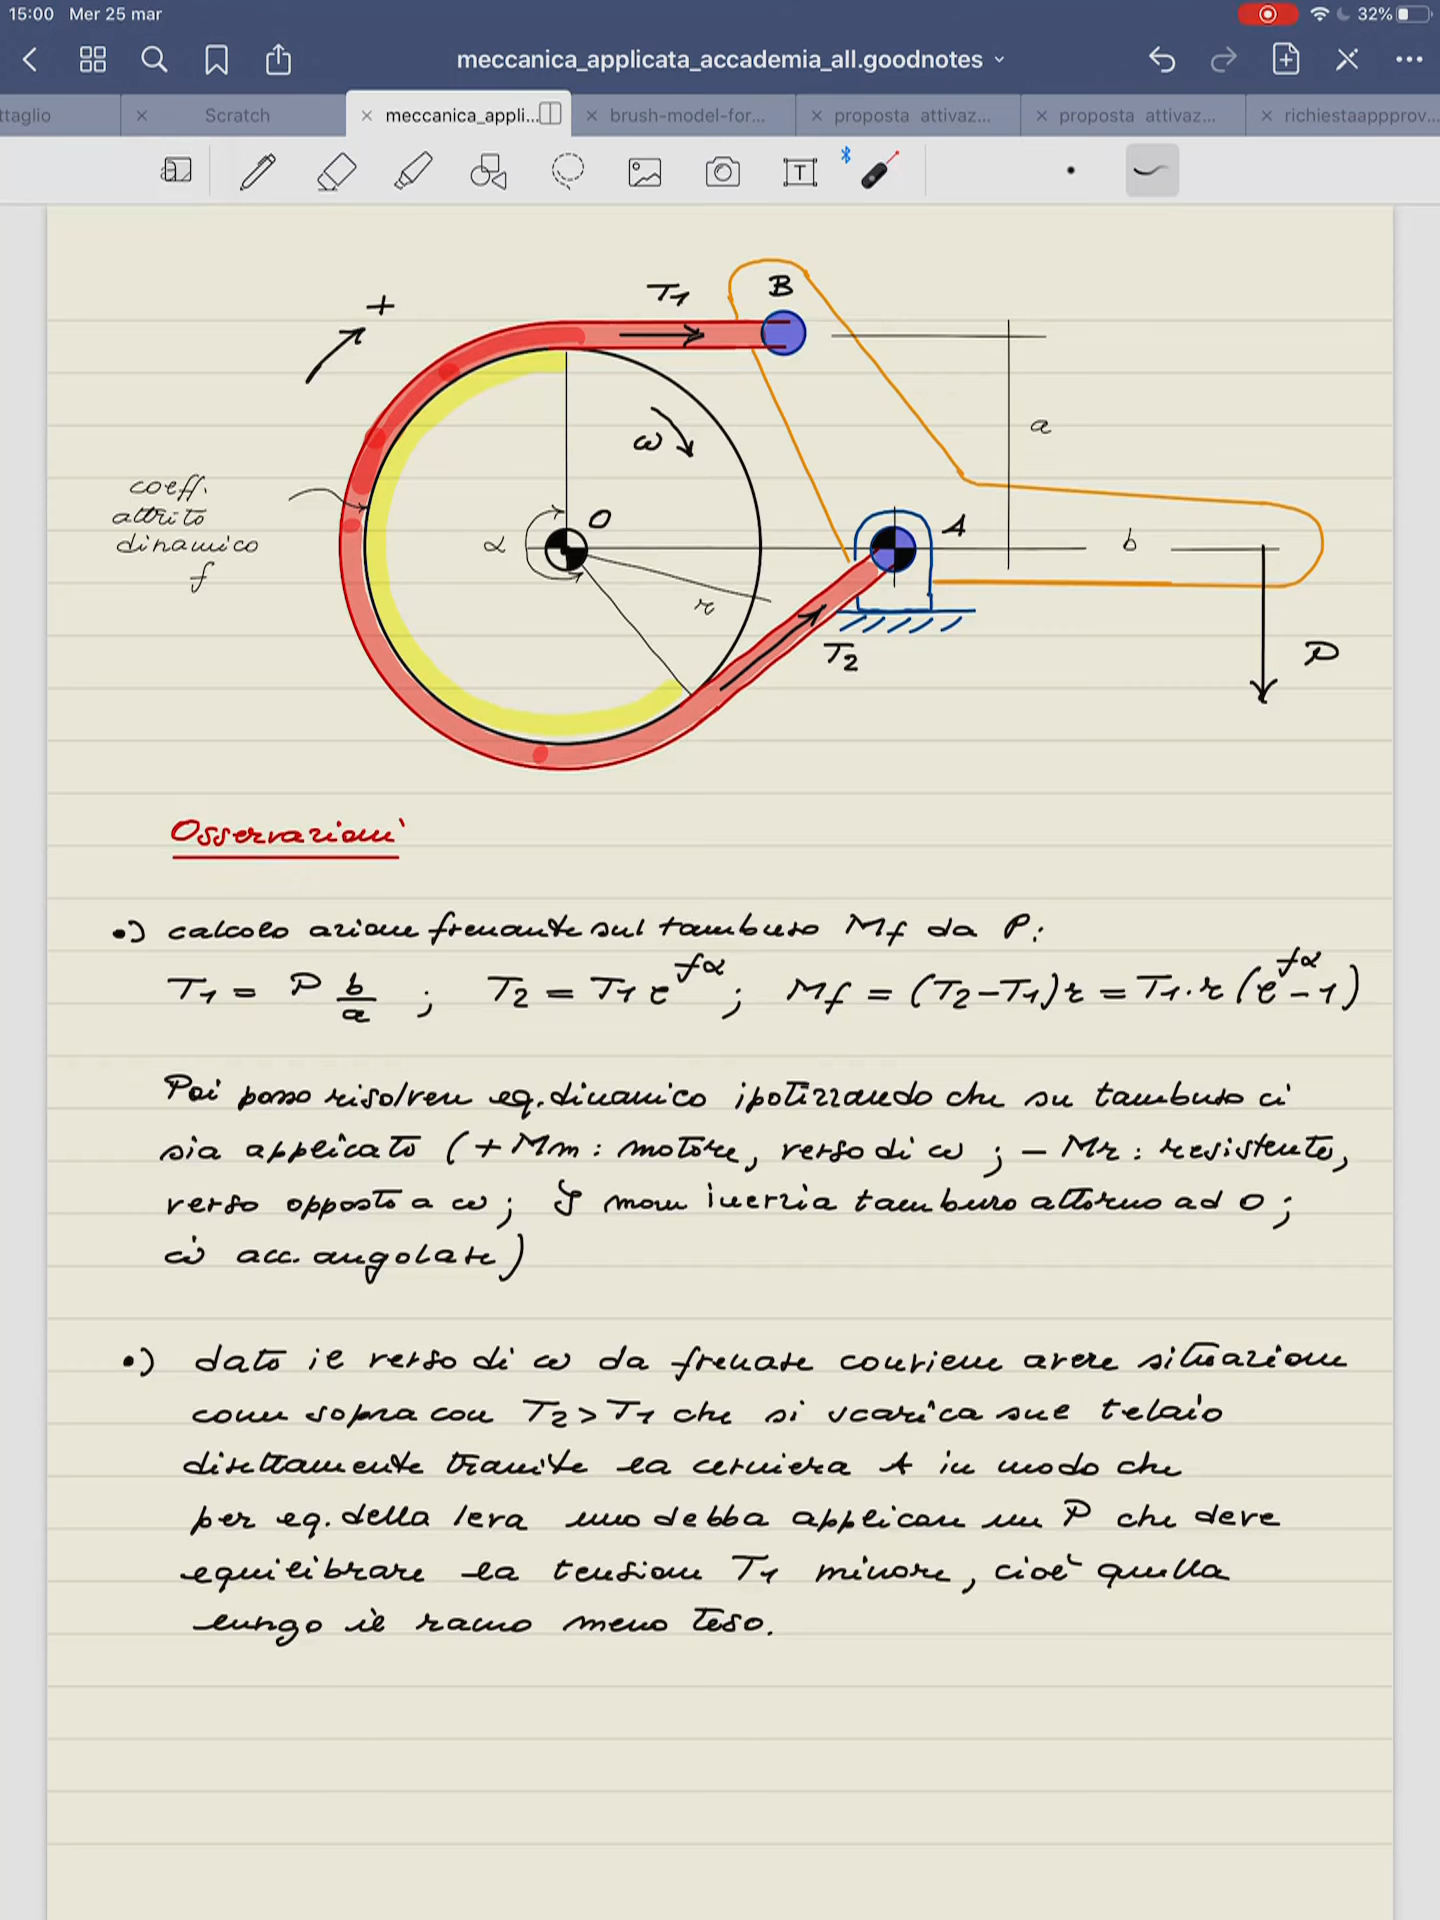 15:00 Mer 25 mar
32%
meccanica_applicata_accademia_all.goodnotes
ttaglio
Scratch
meccanica_appli...
brush-model-for...
proposta attivaz...
proposta attivaz...
richiestaappprov...
T
+
T1
B
ω
a
coeff.
attrito
dinamico
f
α
O
A
b
r
T2
P
Osservazioni
•) calcolo azione frenante sul tamburo Mf da P:
T1 = P b/a ; T2 = T1 e^fα ; Mf = (T2-T1)r = T1·r (e^fα -1)
Poi posso risolvere eq. dinamico ipotizzando che su tamburo ci
sia applicato (+Mm : motore, verso di ω ; - Mr : resistente,
verso opposto a ω ; J mom inerzia tamburo attorno ad O ;
ω̇ acc. angolare)
•) dato il verso di ω da frenare conviene avere situazione
come sopra con T2 > T1 che si scarica sul telaio
direttamente tramite la cerniera A in modo che
per eq. della leva uno debba applicare un P che deve
equilibrare la tensione T1 minore, cioè quella
lungo il ramo meno teso.